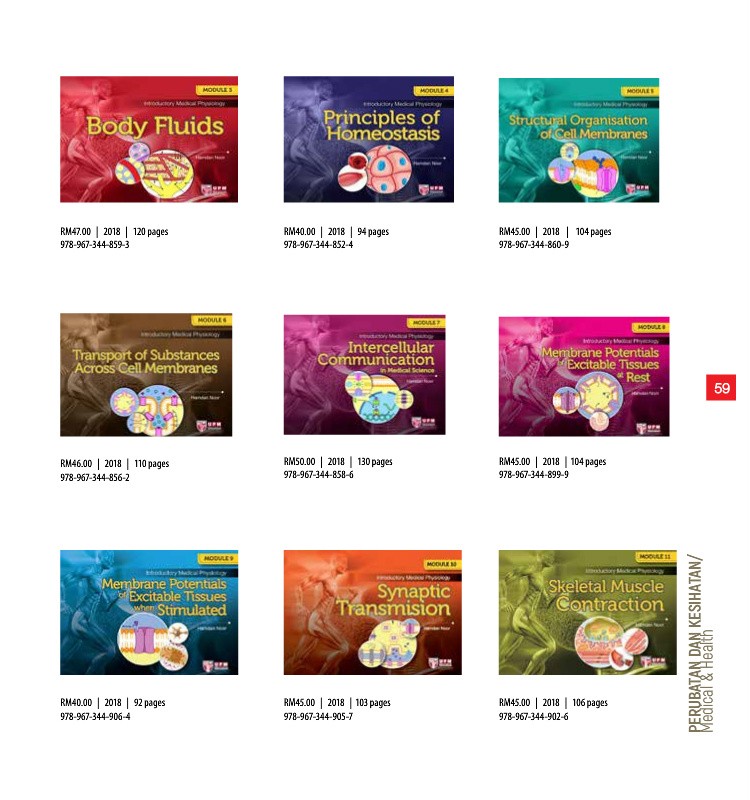 MODULE 3
Introductory Medical Physiology
Body Fluids
Hamdan Noor
UPM
RM47.00 | 2018 | 120 pages
978-967-344-859-3
MODULE 4
Introductory Medical Physiology
Principles of
Homeostasis
Hamdan Noor
UPM
RM40.00 | 2018 | 94 pages
978-967-344-852-4
MODULE 5
Introductory Medical Physiology
Structural Organisation
of Cell Membranes
Hamdan Noor
UPM
RM45.00 | 2018 | 104 pages
978-967-344-860-9
MODULE 6
Introductory Medical Physiology
Transport of Substances
Across Cell Membranes
Hamdan Noor
UPM
RM46.00 | 2018 | 110 pages
978-967-344-856-2
MODULE 7
Introductory Medical Physiology
Intercellular
Communication
in Medical Science
Hamdan Noor
UPM
RM50.00 | 2018 | 130 pages
978-967-344-858-6
MODULE 8
Introductory Medical Physiology
Membrane Potentials
of Excitable Tissues
at Rest
Hamdan Noor
UPM
RM45.00 | 2018 | 104 pages
978-967-344-899-9
59
MODULE 9
Introductory Medical Physiology
Membrane Potentials
of Excitable Tissues
when Stimulated
Hamdan Noor
UPM
RM40.00 | 2018 | 92 pages
978-967-344-906-4
MODULE 10
Introductory Medical Physiology
Synaptic
Transmision
Hamdan Noor
UPM
RM45.00 | 2018 | 103 pages
978-967-344-905-7
MODULE 11
Introductory Medical Physiology
Skeletal Muscle
Contraction
Hamdan Noor
UPM
RM45.00 | 2018 | 106 pages
978-967-344-902-6
PERUBATAN DAN KESIHATAN/
Medical & Health